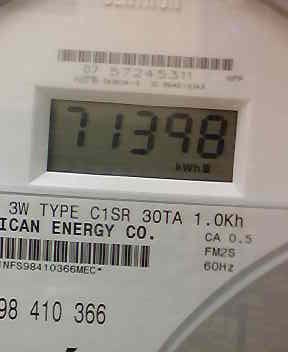 07 57245311
71398
kWh
3W TYPE C1SR 30TA 1.0Kh
ICAN ENERGY CO.
CA 0.5
FM2S
60Hz
NFS98410366MEC*
98 410 366